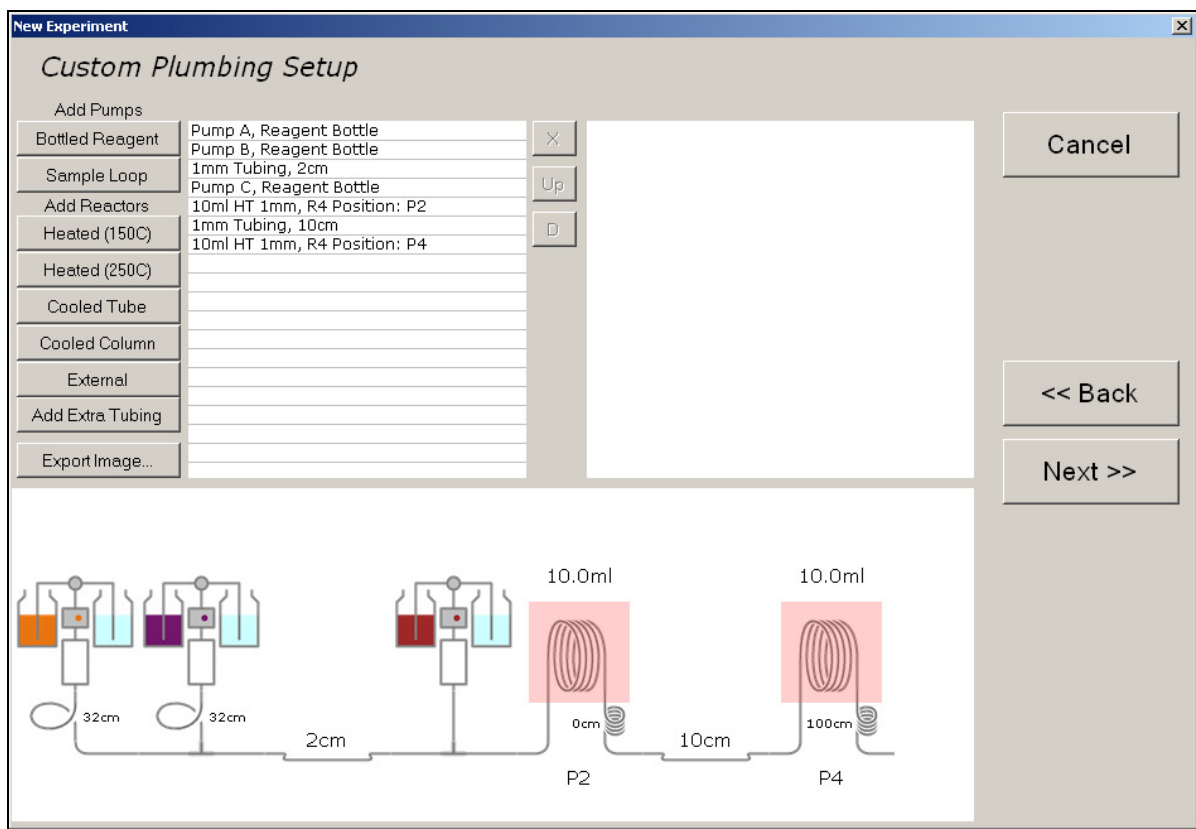 New Experiment
Custom Plumbing Setup
Add Pumps
Bottled Reagent
Sample Loop
Add Reactors
Heated (150C)
Heated (250C)
Cooled Tube
Cooled Column
External
Add Extra Tubing
Export Image...
Pump A, Reagent Bottle
Pump B, Reagent Bottle
1mm Tubing, 2cm
Pump C, Reagent Bottle
10ml HT 1mm, R4 Position: P2
1mm Tubing, 10cm
10ml HT 1mm, R4 Position: P4
X
Up
D
Cancel
<< Back
Next >>
10.0ml 10.0ml
32cm 32cm 0cm 100cm
2cm 10cm
P2 P4